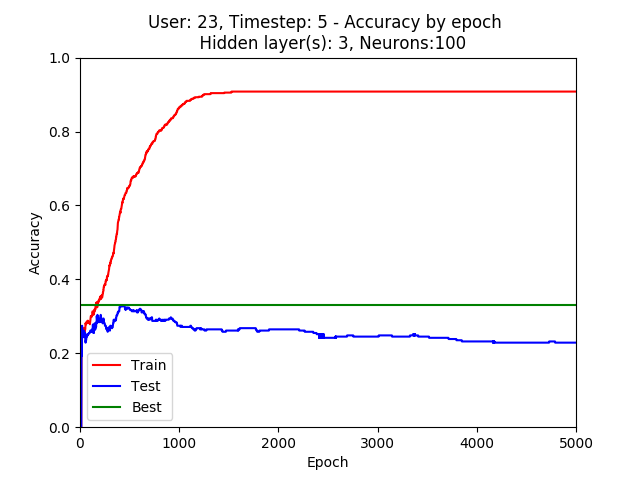 User: 23, Timestep: 5 - Accuracy by epoch
Hidden layer(s): 3, Neurons:100
1.0
0.8
0.6
0.4
0.2
0.0
Accuracy
Train
Test
Best
0 1000 2000 3000 4000 5000
Epoch